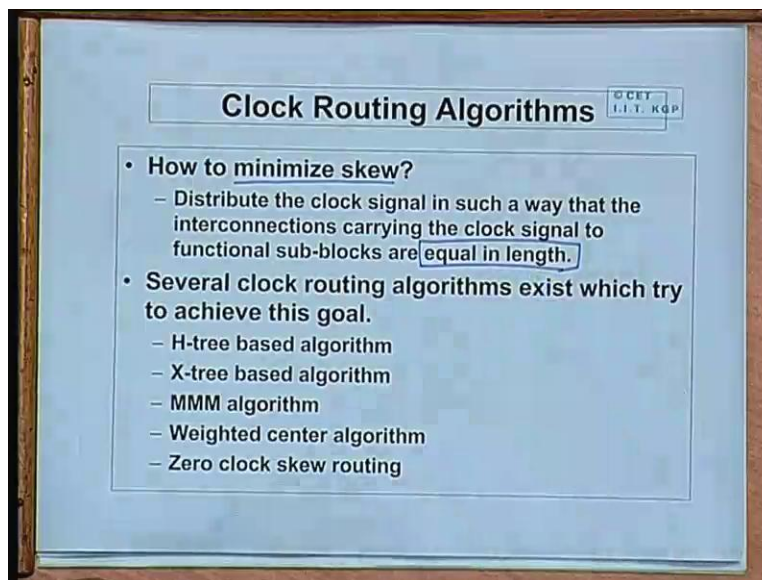 Clock Routing Algorithms
© CET
I.I.T. KGP
• How to minimize skew?
– Distribute the clock signal in such a way that the
interconnections carrying the clock signal to
functional sub-blocks are equal in length.
• Several clock routing algorithms exist which try
to achieve this goal.
– H-tree based algorithm
– X-tree based algorithm
– MMM algorithm
– Weighted center algorithm
– Zero clock skew routing